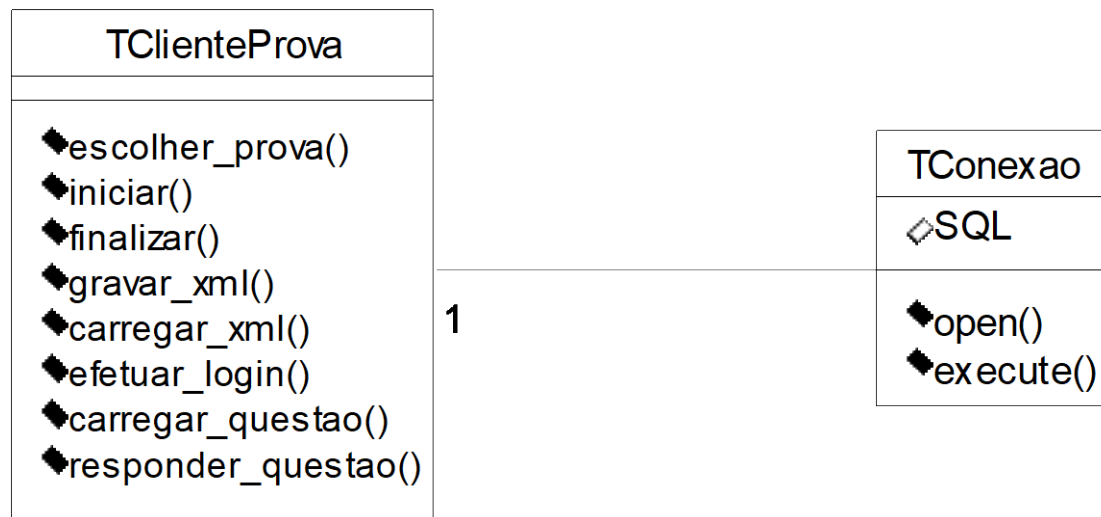 TClienteProva
escolher_prova()
iniciar()
finalizar()
gravar_xml()
carregar_xml()
efetuar_login()
carregar_questao()
responder_questao()
1
TConexao
SQL
open()
execute()